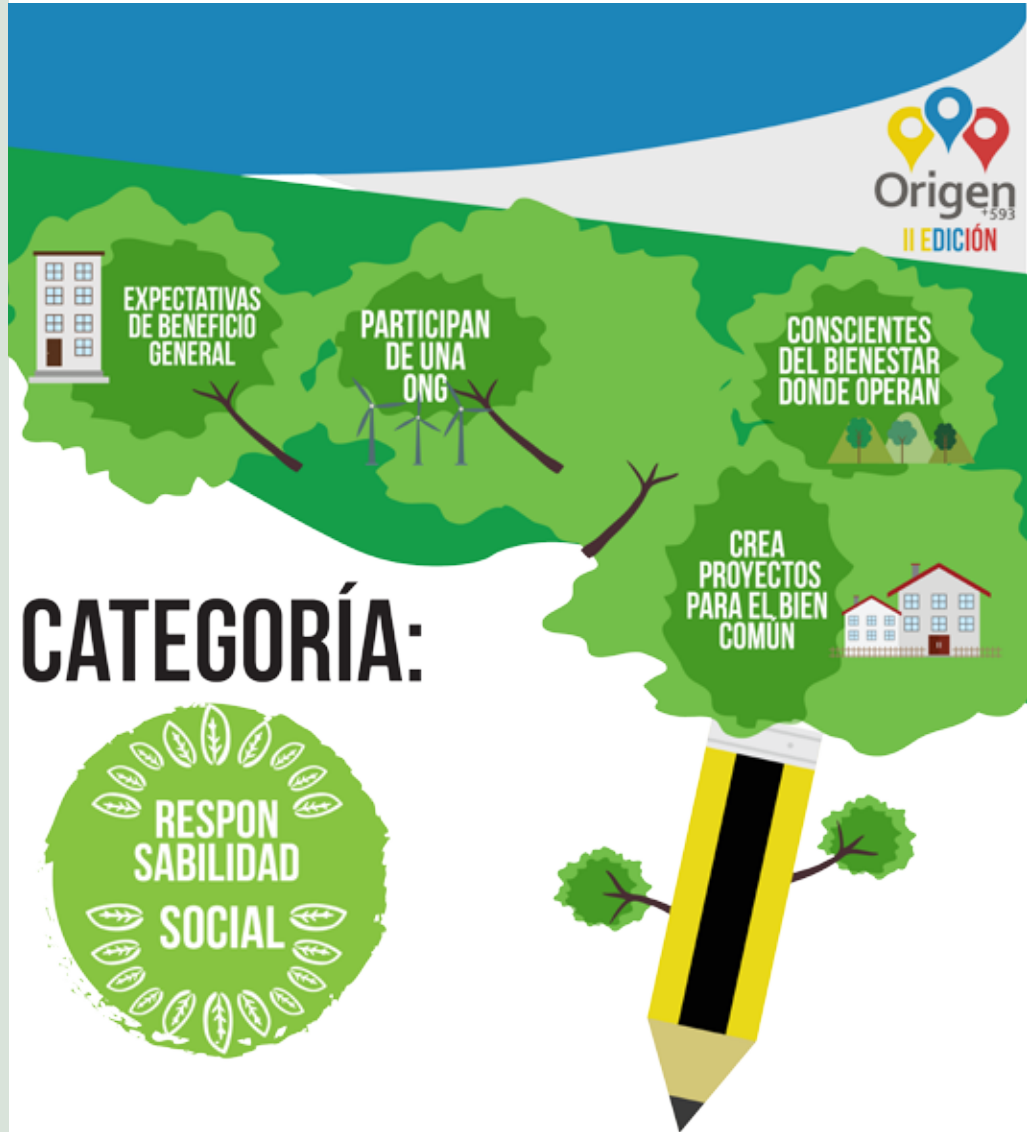 Origen
+593
II EDICIÓN
EXPECTATIVAS
DE BENEFICIO
GENERAL
PARTICIPAN
DE UNA
ONG
CONSCIENTES
DEL BIENESTAR
DONDE OPERAN
CREA
PROYECTOS
PARA EL BIEN
COMÚN
CATEGORÍA:
RESPON
SABILIDAD
SOCIAL